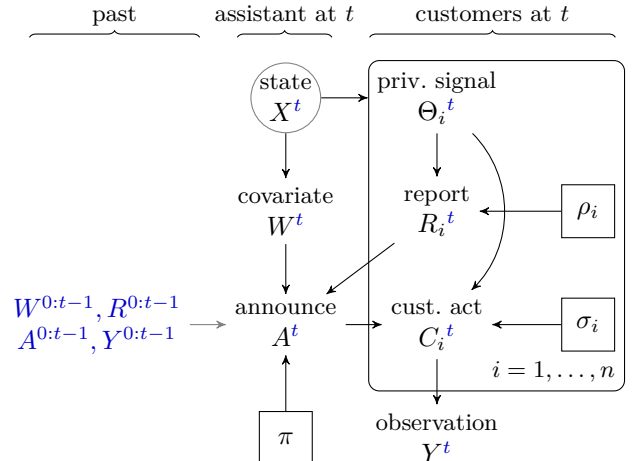 past assistant at t customers at t
state
X^t
priv. signal
Θ_i^t
covariate
W^t
report
R_i^t
ρ_i
W^{0:t−1}, R^{0:t−1}
A^{0:t−1}, Y^{0:t−1}
announce
A^t
cust. act
C_i^t
σ_i
i = 1, . . . , n
π
observation
Y^t